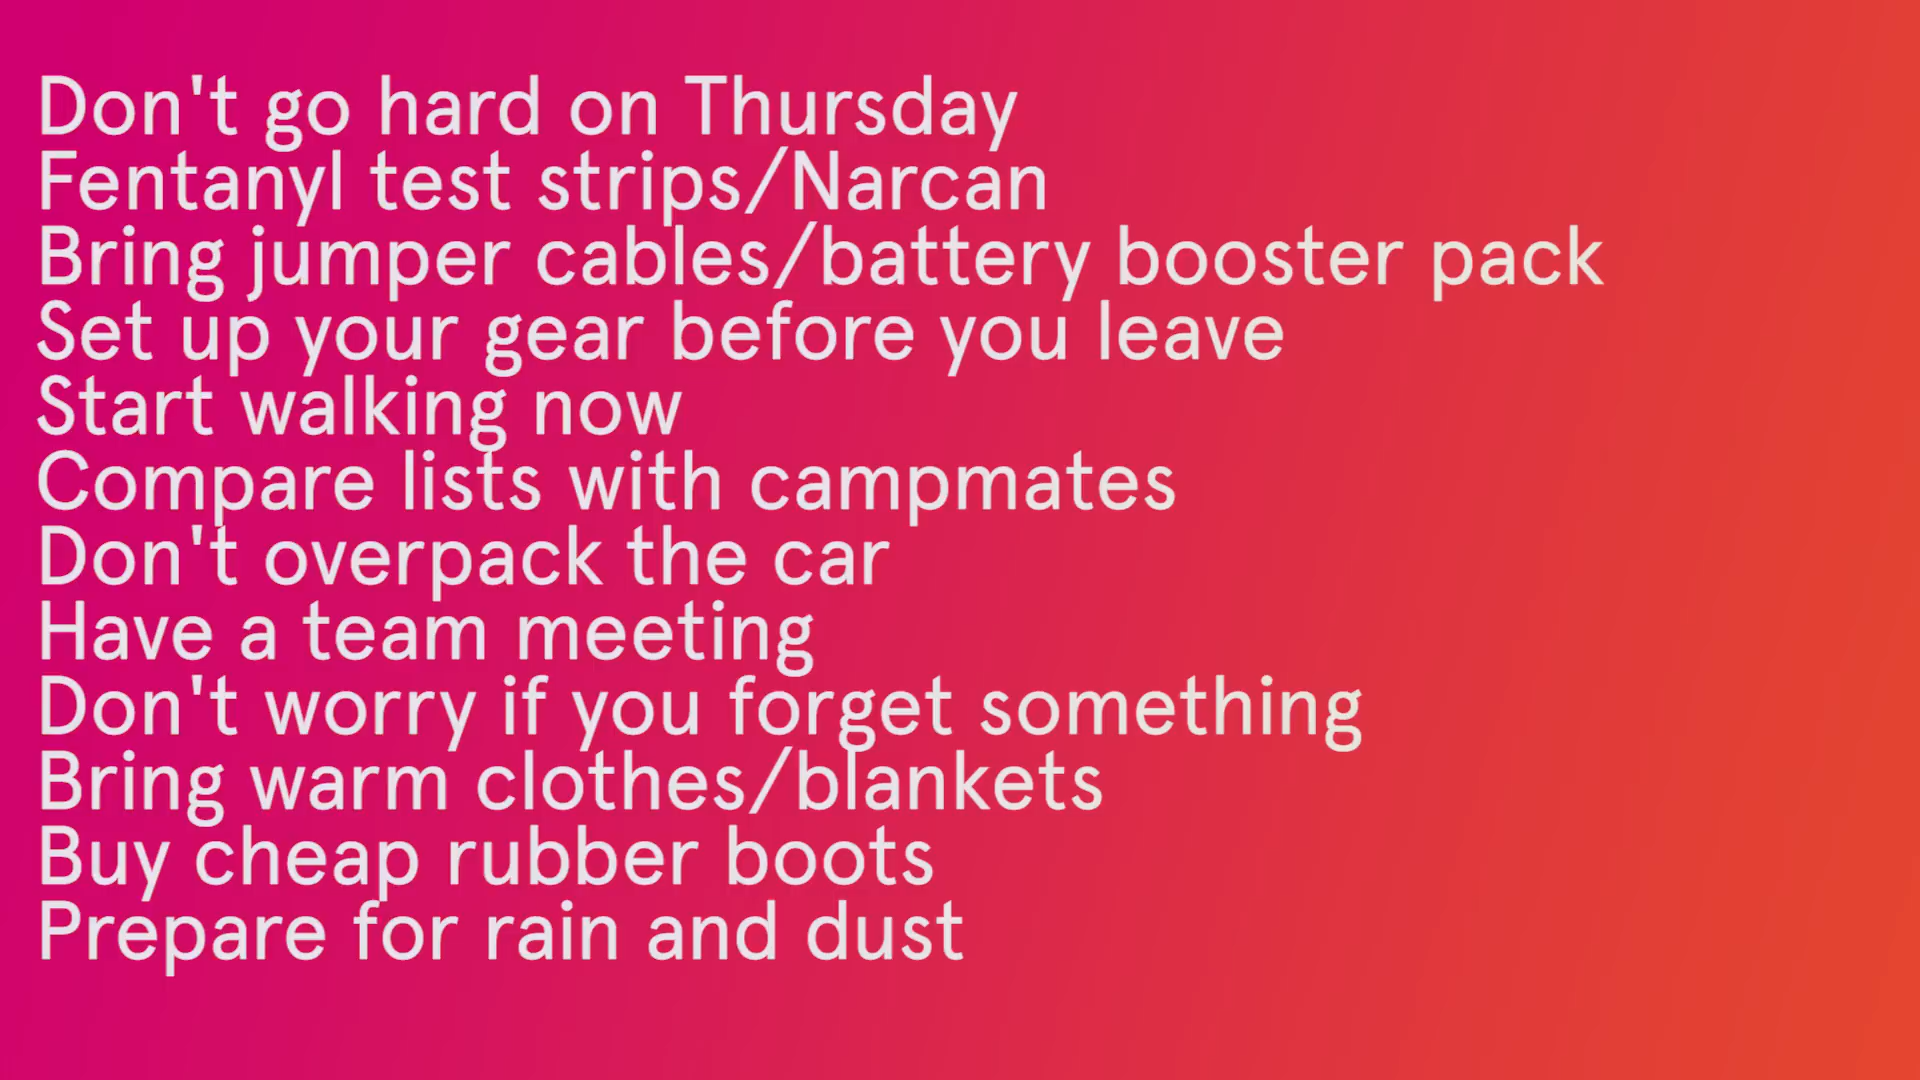 Don't go hard on Thursday
Fentanyl test strips/Narcan
Bring jumper cables/battery booster pack
Set up your gear before you leave
Start walking now
Compare lists with campmates
Don't overpack the car
Have a team meeting
Don't worry if you forget something
Bring warm clothes/blankets
Buy cheap rubber boots
Prepare for rain and dust